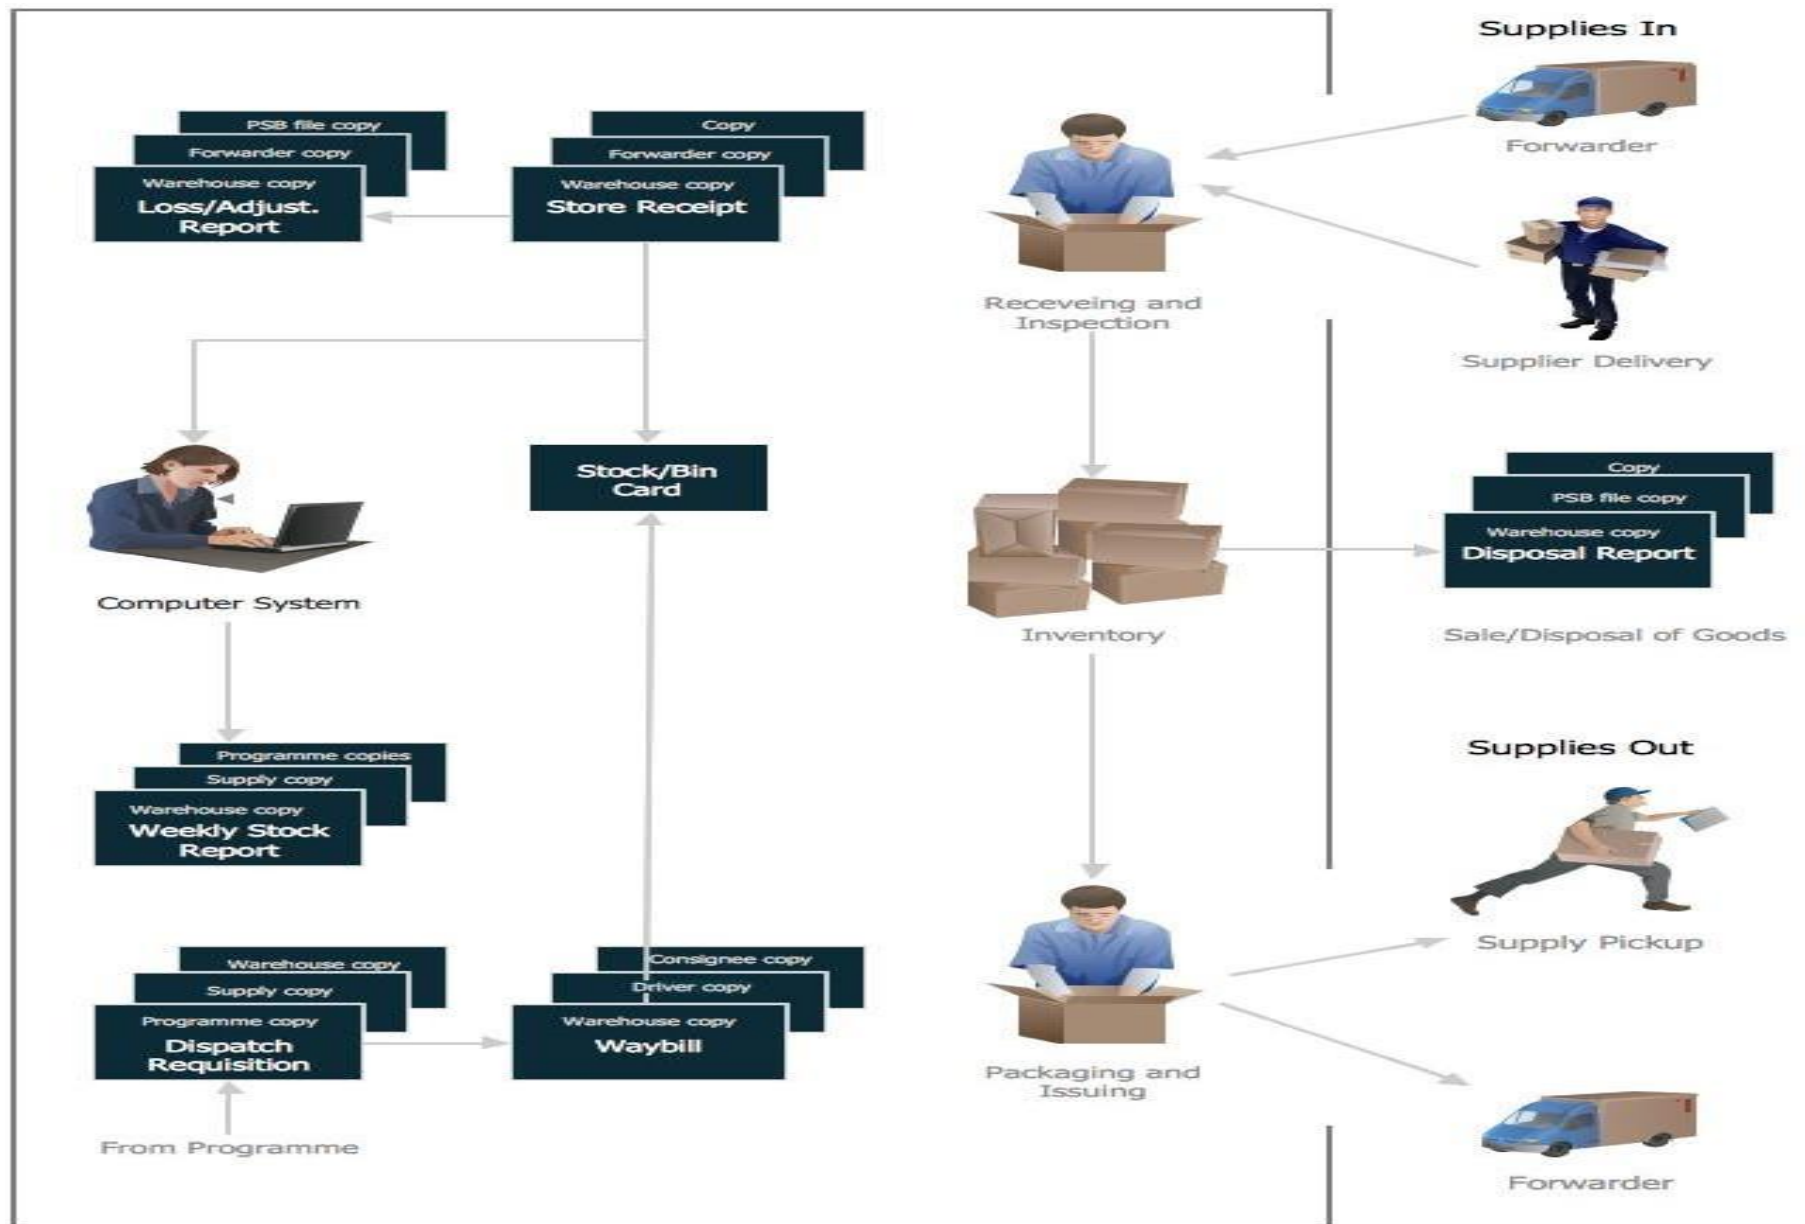 Supplies In
Forwarder
Supplier Delivery
PSB file copy
Forwarder copy
Warehouse copy
Loss/Adjust.
Report
Copy
Forwarder copy
Warehouse copy
Store Receipt
Receveing and
Inspection
Computer System
Stock/Bin
Card
Inventory
Copy
PSB file copy
Warehouse copy
Disposal Report
Sale/Disposal of Goods
Programme copies
Supply copy
Warehouse copy
Weekly Stock
Report
Supplies Out
Supply Pickup
Warehouse copy
Supply copy
Programme copy
Dispatch
Requisition
From Programme
Consignee copy
Driver copy
Warehouse copy
Waybill
Packaging and
Issuing
Forwarder